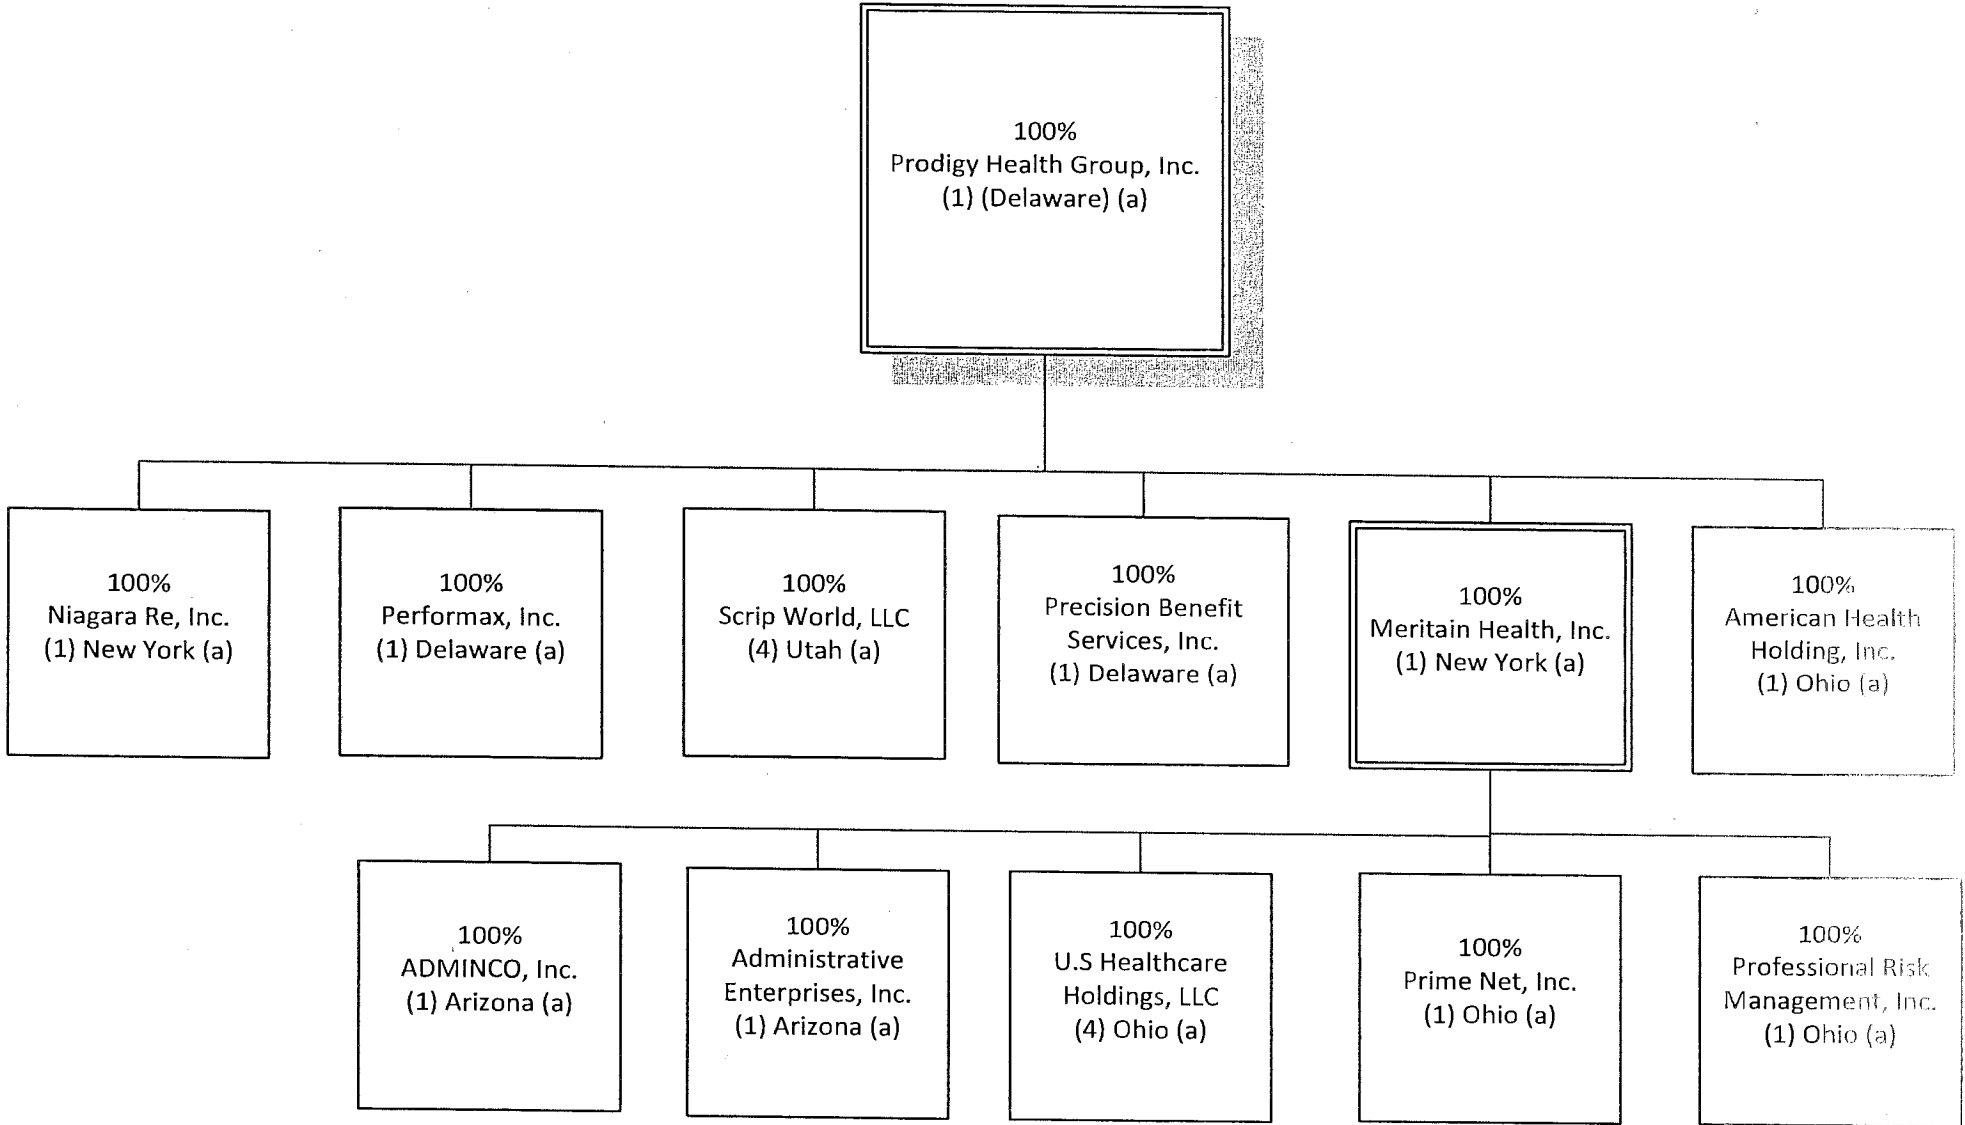 100%
Prodigy Health Group, Inc.
(1) (Delaware) (a)
100%
Niagara Re, Inc.
(1) New York (a)
100%
Performax, Inc.
(1) Delaware (a)
100%
Scrip World, LLC
(4) Utah (a)
100%
Precision Benefit
Services, Inc.
(1) Delaware (a)
100%
Meritain Health, Inc.
(1) New York (a)
100%
American Health
Holding, Inc.
(1) Ohio (a)
100%
ADMINCO, Inc.
(1) Arizona (a)
100%
Administrative
Enterprises, Inc.
(1) Arizona (a)
100%
U.S Healthcare
Holdings, LLC
(4) Ohio (a)
100%
Prime Net, Inc.
(1) Ohio (a)
100%
Professional Risk
Management, Inc.
(1) Ohio (a)